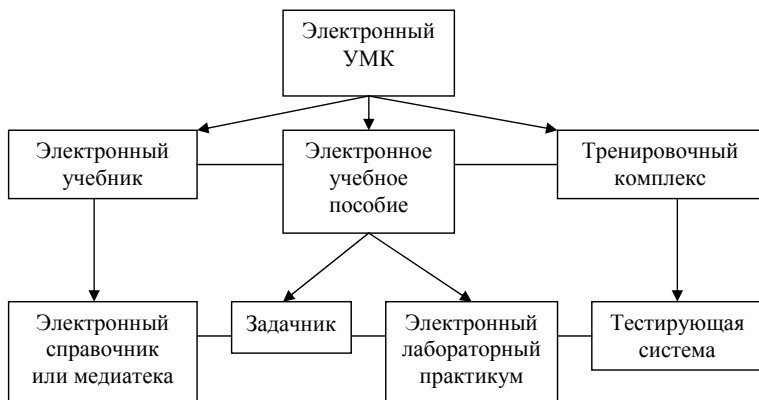 Электронный
УМК
Электронный
учебник
Электронное
учебное
пособие
Тренировочный
комплекс
Электронный
справочник
или медиатека
Задачник
Электронный
лабораторный
практикум
Тестирующая
система